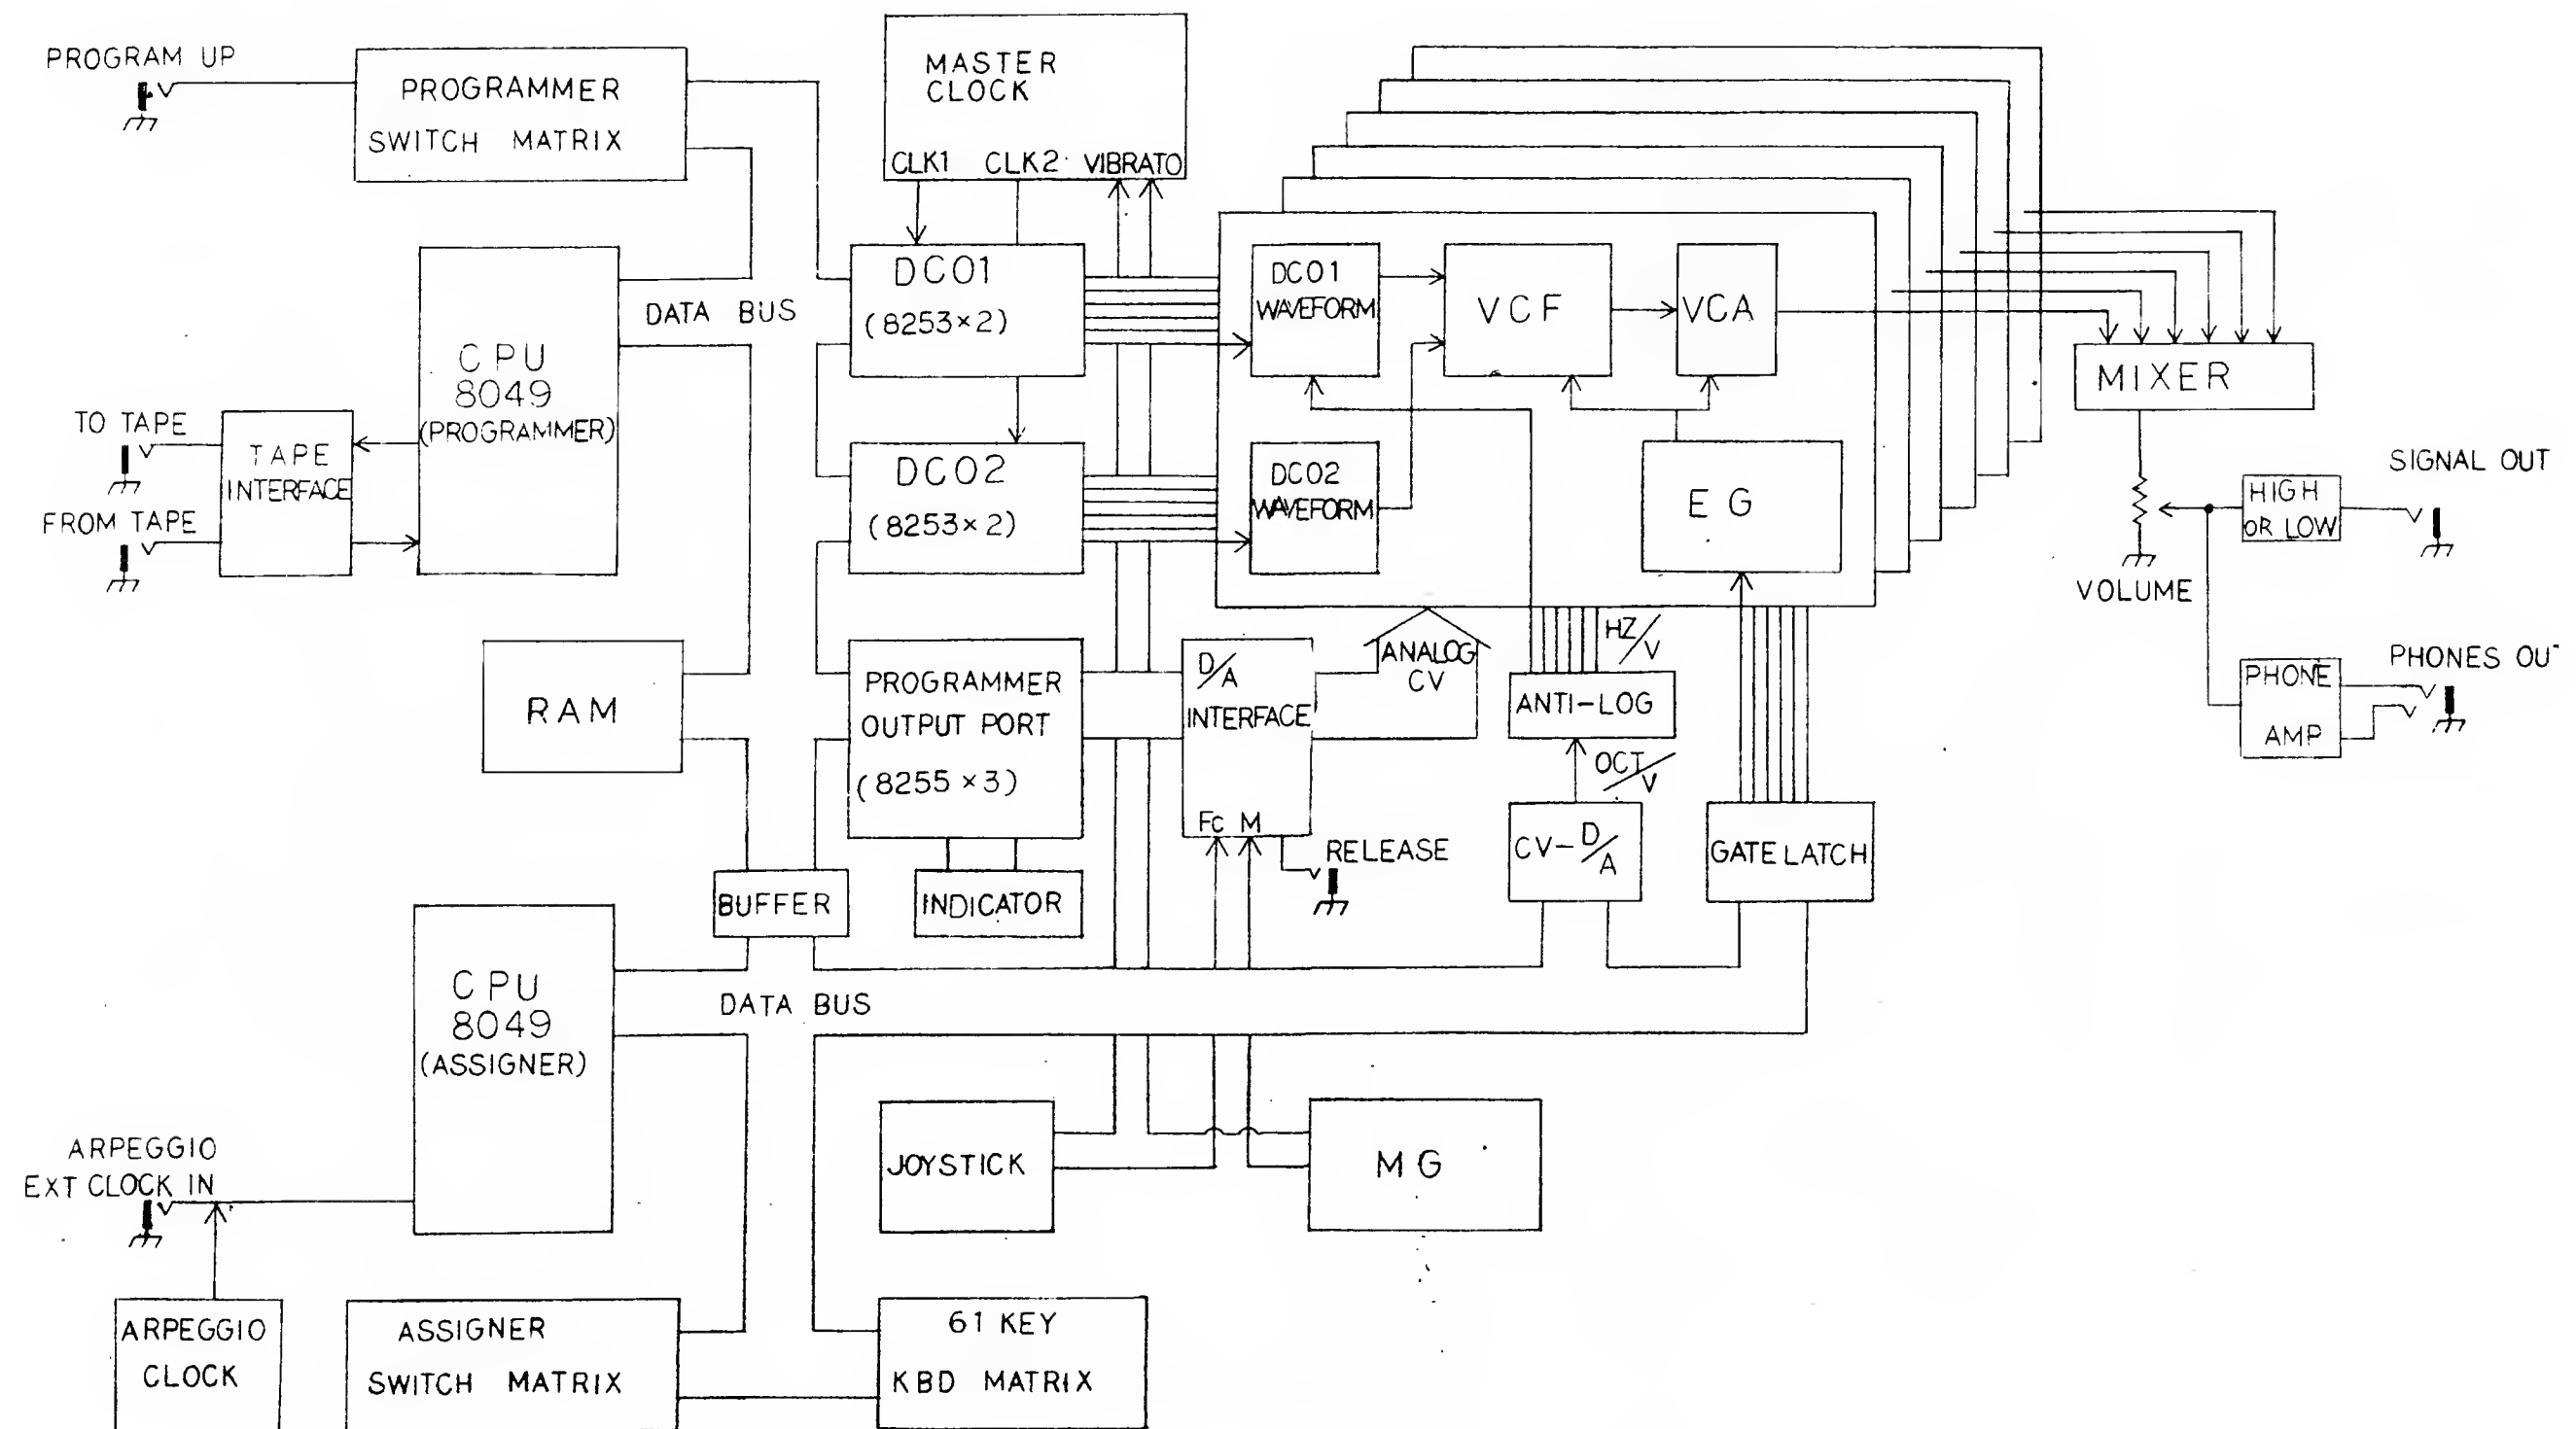 PROGRAM UP
PROGRAMMER
SWITCH MATRIX
MASTER
CLOCK
CLK1 CLK2 VIBRATO
DATA BUS
CPU
8049
(PROGRAMMER)
TO TAPE
FROM TAPE
TAPE
INTERFACE
DCO1
(8253×2)
DCO2
(8253×2)
DCO1
WAVEFORM
DCO2
WAVEFORM
VCF
VCA
EG
MIXER
VOLUME
HIGH
OR LOW
SIGNAL OUT
PHONE
AMP
PHONES OU
RAM
PROGRAMMER
OUTPUT PORT
(8255×3)
D/A
INTERFACE
Fc M
ANALOG
CV
HZ/V
ANTI-LOG
OCT/V
CV-D/A
GATE LATCH
RELEASE
BUFFER
INDICATOR
CPU
8049
(ASSIGNER)
DATA BUS
ARPEGGIO
EXT CLOCK IN
JOYSTICK
MG
ARPEGGIO
CLOCK
ASSIGNER
SWITCH MATRIX
61 KEY
KBD MATRIX